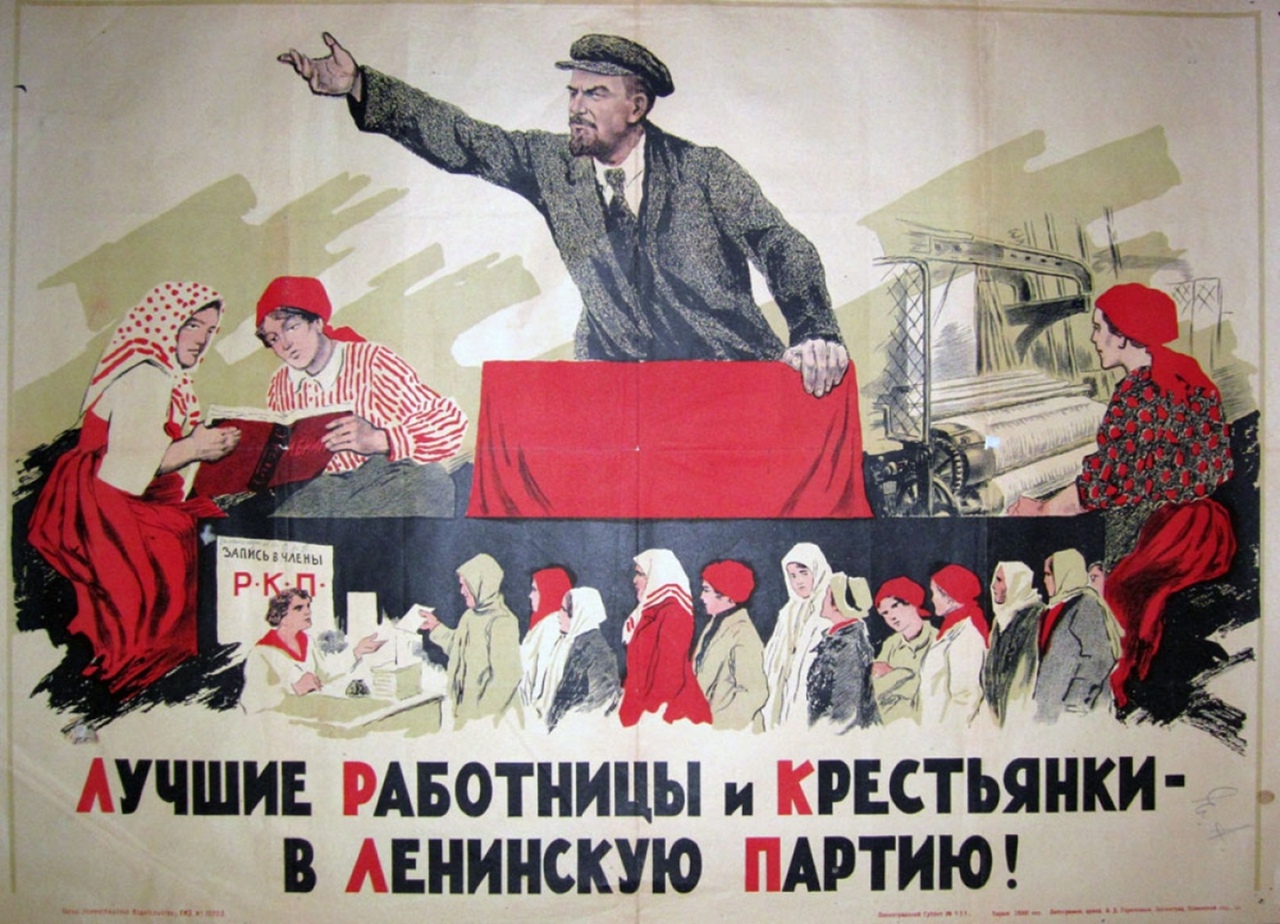 ЗАПИСЬ В ЧЛЕНЫ
Р·К·П·
ЛУЧШИЕ РАБОТНИЦЫ и КРЕСТЬЯНКИ-
В ЛЕНИНСКУЮ ПАРТИЮ!